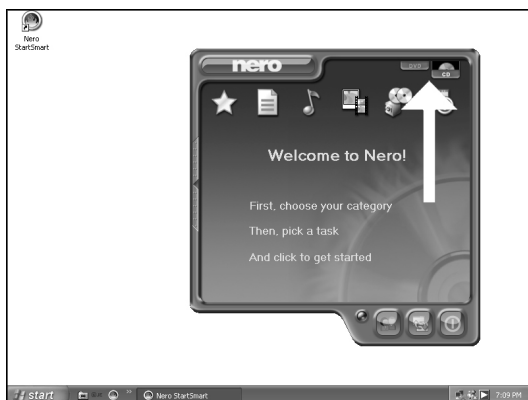 Nero
StartSmart
nero
DVD
CD
Welcome to Nero!
First, choose your category
Then, pick a task
And click to get started
start
Nero StartSmart
7:09 PM